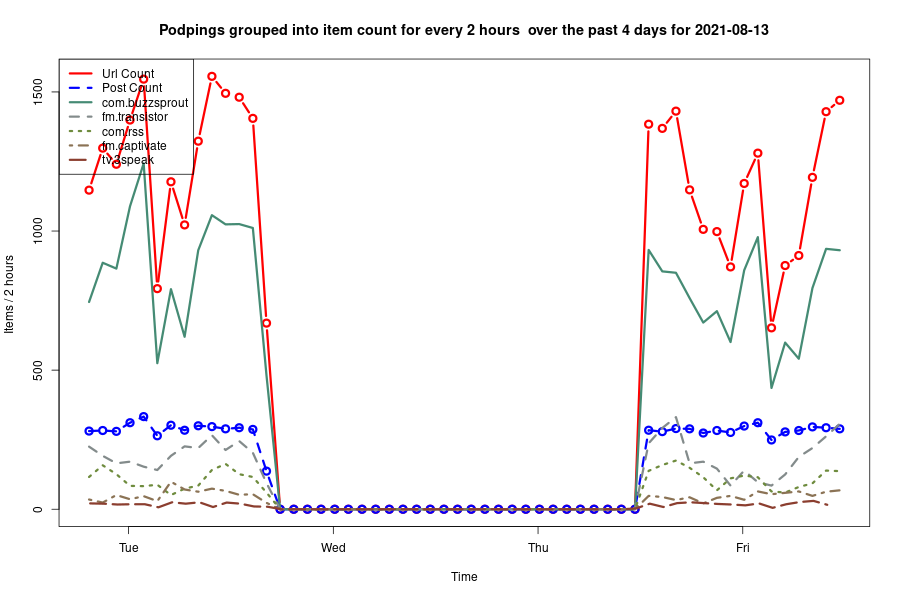 Podpings grouped into item count for every 2 hours  over the past 4 days for 2021-08-13
Url Count
Post Count
com.buzzsprout
fm.transistor
com.rss
fm.captivate
tv.3speak
Items / 2 hours
1500
1000
500
0
Tue
Wed
Thu
Fri
Time